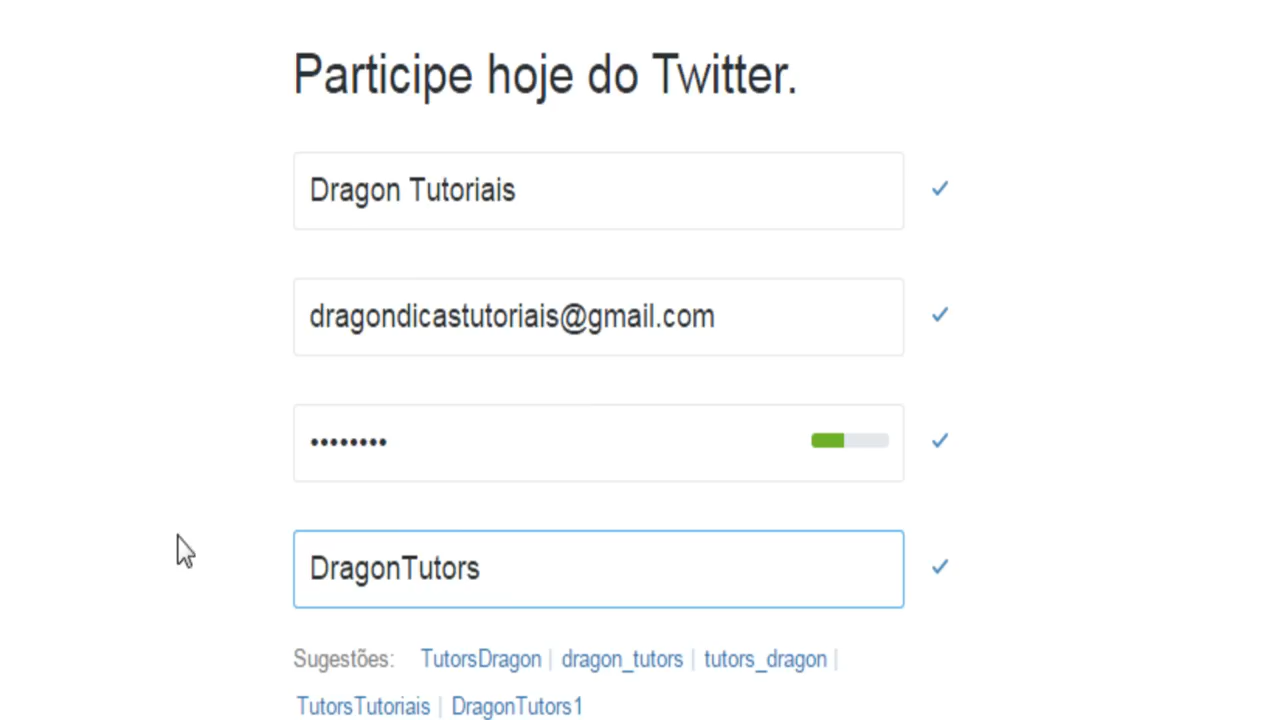 Participe hoje do Twitter.
Dragon Tutoriais
dragondicastutoriais@gmail.com
••••••••
DragonTutors
Sugestões: TutorsDragon | dragon_tutors | tutors_dragon |
TutorsTutoriais | DragonTutors1